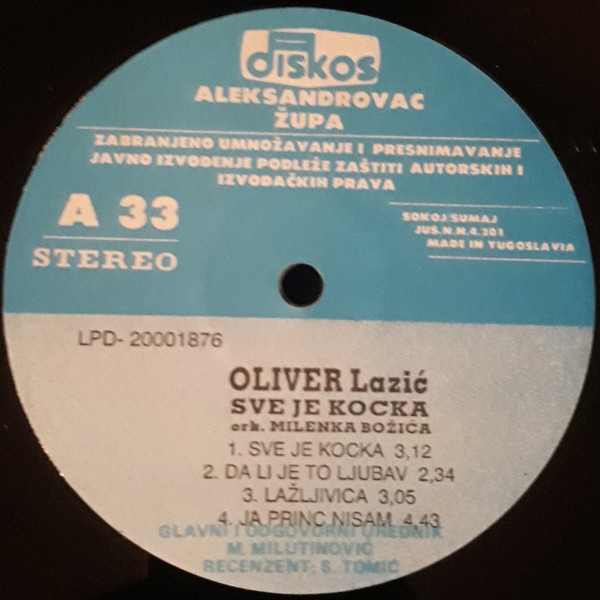 diskos
ALEKSANDROVAC
ŽUPA
ZABRANJENO UMNOŽAVANJE I PRESNIMAVANJE
JAVNO IZVOĐENJE PODLEŽE ZAŠTITI AUTORSKIH I
IZVOĐAČKIH PRAVA
A 33
STEREO
SOKOJ/SUMAJ
JUS.N.N.4.201
MADE IN YUGOSLAVIA
LPD- 20001876
OLIVER Lazić
SVE JE KOCKA
ork. MILENKA BOŽIĆA
1. SVE JE KOCKA 3,12
2. DA LI JE TO LJUBAV 2,34
3. LAŽLJIVICA 3,05
4. JA PRINC NISAM 4,43
GLAVNI I ODGOVORNI UREDNIK
M. MILUTINOVIĆ
RECENZENT: S. TOMIĆ